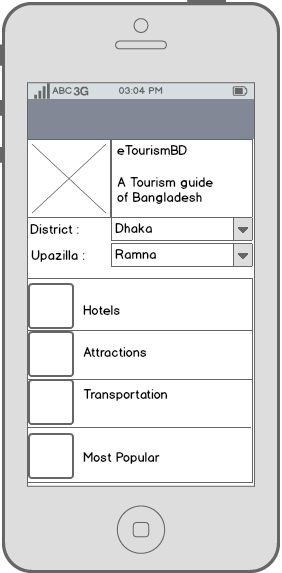 ABC 3G 03:04 PM
eTourismBD
A Tourism guide
of Bangladesh
District : Dhaka
Upazilla : Ramna
Hotels
Attractions
Transportation
Most Popular